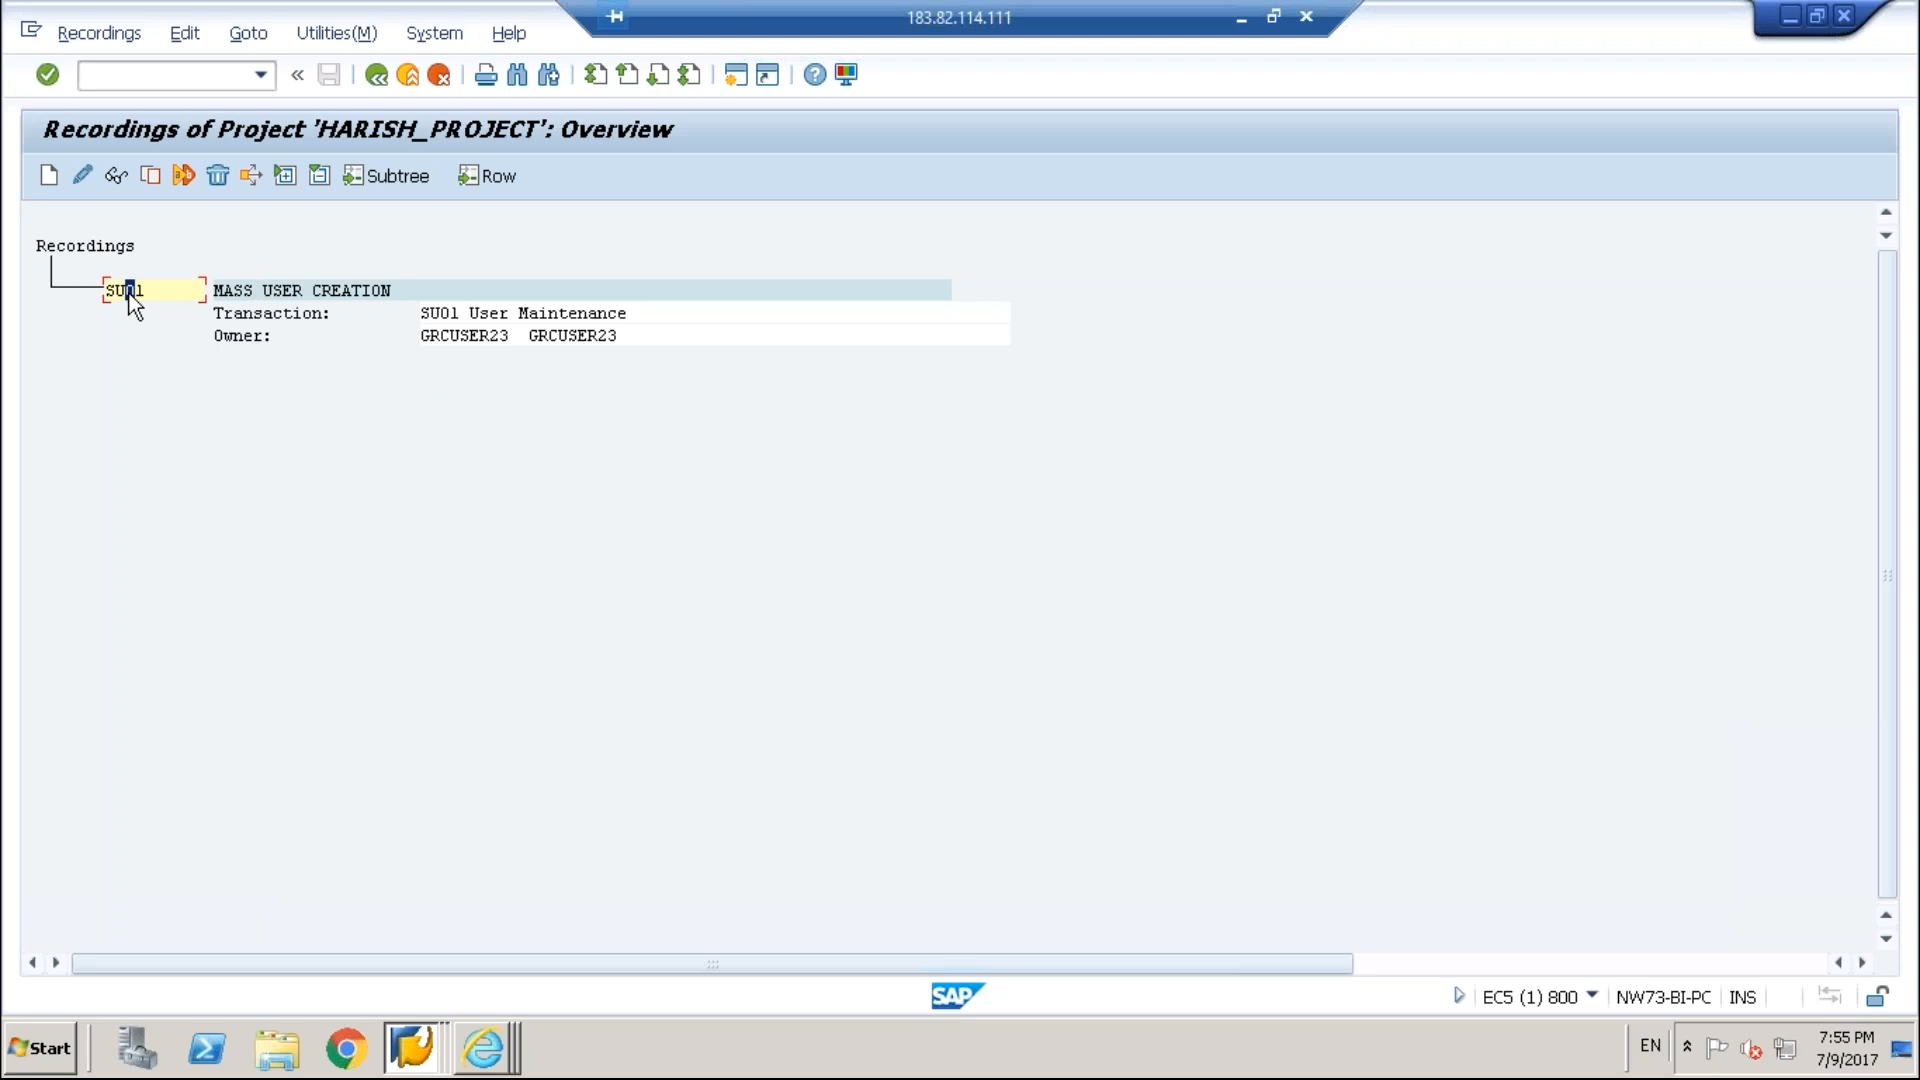 183.82.114.111
Recordings Edit Goto Utilities(M) System Help
Recordings of Project 'HARISH_PROJECT': Overview
Subtree Row
Recordings
SU01 MASS USER CREATION
Transaction: SU01 User Maintenance
Owner: GRCUSER23 GRCUSER23
SAP
EC5 (1) 800 NW73-BI-PC INS
Start
EN
7:55 PM
7/9/2017